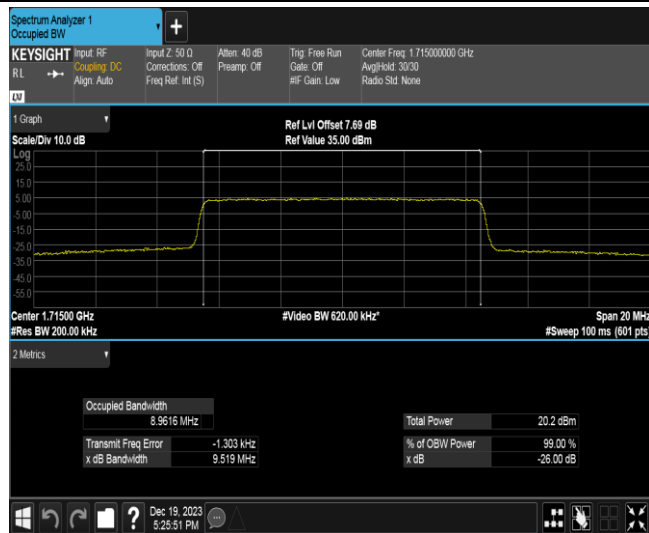 Spectrum Analyzer 1
Occupied BW
KEYSIGHT
RL
Input: RF
Coupling: DC
Align: Auto
Input Z: 50 Ω
Corrections: Off
Freq Ref: Int (S)
Atten: 40 dB
Preamp: Off
Trig: Free Run
Gate: Off
#IF Gain: Low
Center Freq: 1.715000000 GHz
Avg|Hold: 30/30
Radio Std: None
LXI
1 Graph
Scale/Div 10.0 dB
Ref Lvl Offset 7.69 dB
Ref Value 35.00 dBm
Log
25.0
15.0
5.00
-5.00
-15.0
-25.0
-35.0
-45.0
-55.0
Center 1.71500 GHz
#Video BW 620.00 kHz*
Span 20 MHz
#Res BW 200.00 kHz
#Sweep 100 ms (601 pts)
2 Metrics
Occupied Bandwidth
8.9616 MHz
Total Power 20.2 dBm
Transmit Freq Error -1.303 kHz
% of OBW Power 99.00 %
x dB Bandwidth 9.519 MHz
x dB -26.00 dB
?
Dec 19, 2023
5:25:51 PM